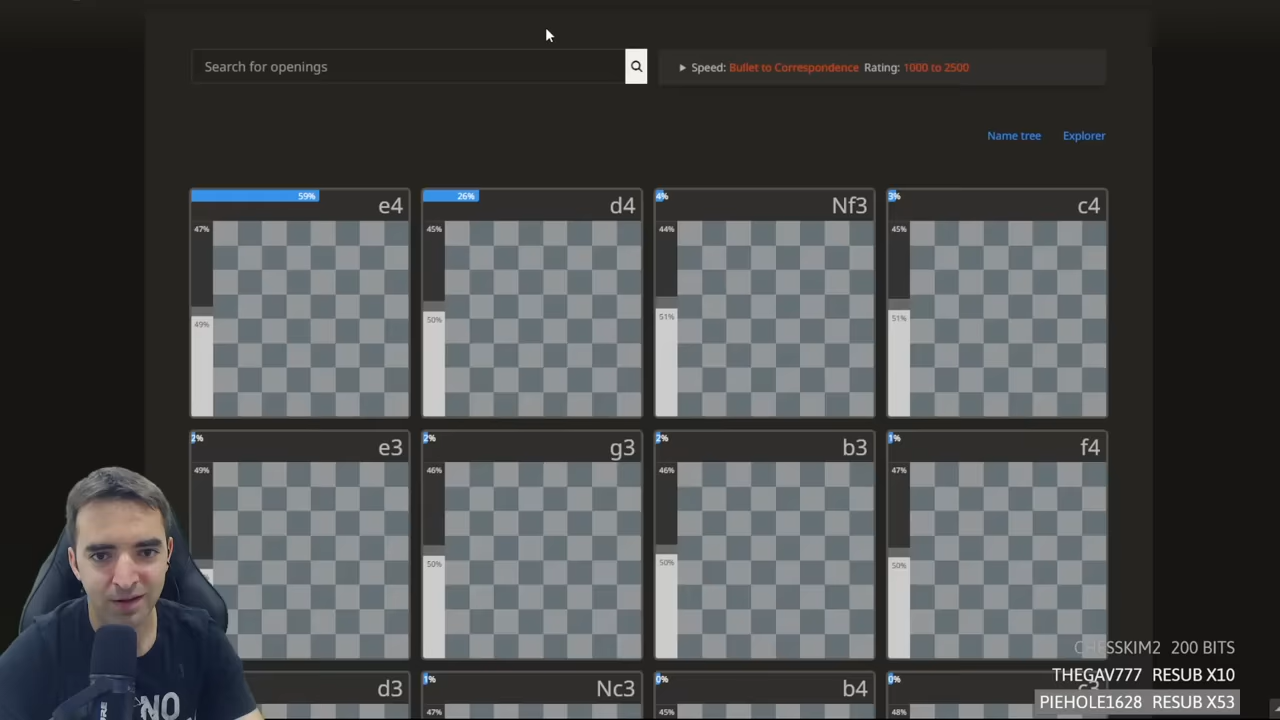 Search for openings
Speed: Bullet to Correspondence Rating: 1000 to 2500
Name tree Explorer
59% 26% 4% 3%
e4 d4 Nf3 c4
47% 45% 44% 45%
49% 50% 51% 51%
2% 2% 2% 1%
e3 g3 b3 f4
49% 46% 46% 47%
50% 50% 50%
CHESSKIM2 200 BITS
THEGAV777 RESUB X10
1% 0% 0%
d3 Nc3 b4 c3
PIEHOLE1628 RESUB X53
NO
47% 45% 48%